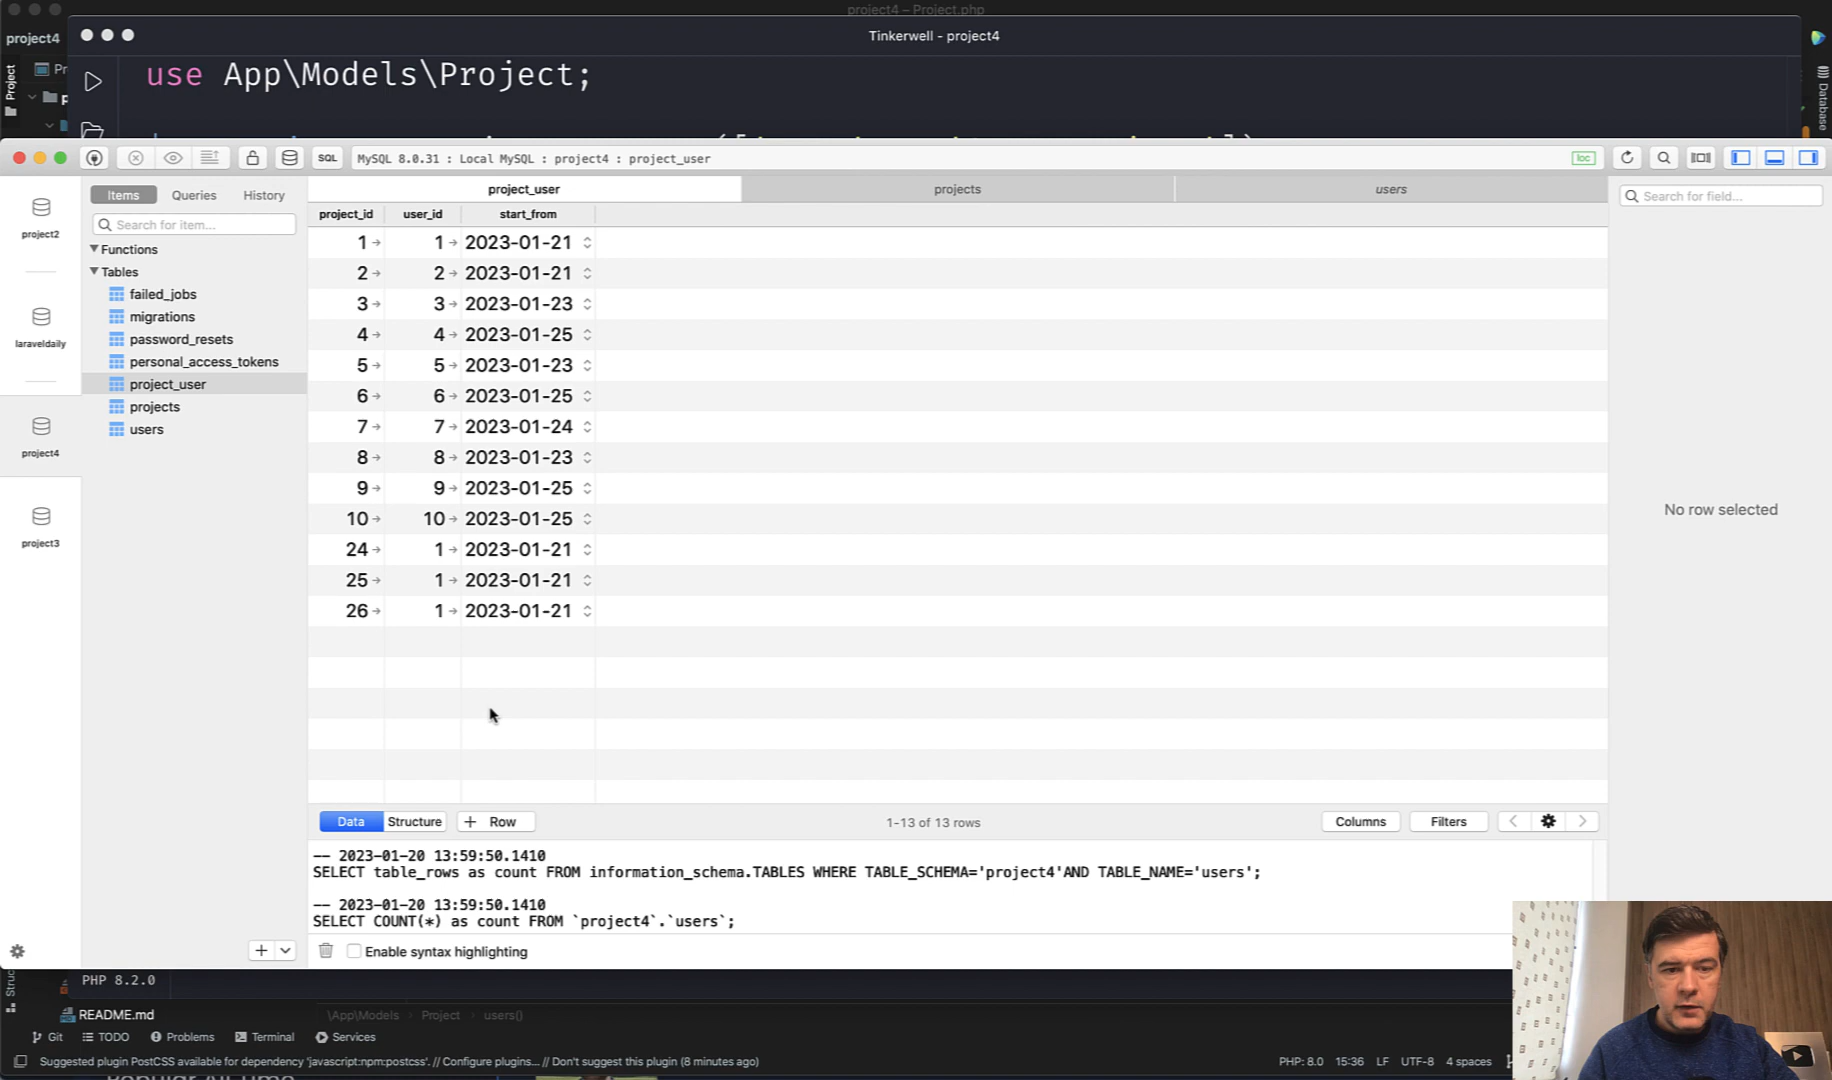 project4 – Project.php
project4
Tinkerwell - project4
Project
use App\Models\Project;
Database
SQL
MySQL 8.0.31 : Local MySQL : project4 : project_user
loc
Items
Queries
History
project_user
projects
users
Search for field...
project2
Search for item...
project_id
user_id
start_from
Functions
Tables
failed_jobs
migrations
password_resets
personal_access_tokens
project_user
projects
users
laraveldaily
project4
project3
1 → 1 → 2023-01-21
2 → 2 → 2023-01-21
3 → 3 → 2023-01-23
4 → 4 → 2023-01-25
5 → 5 → 2023-01-23
6 → 6 → 2023-01-25
7 → 7 → 2023-01-24
8 → 8 → 2023-01-23
9 → 9 → 2023-01-25
10 → 10 → 2023-01-25
24 → 1 → 2023-01-21
25 → 1 → 2023-01-21
26 → 1 → 2023-01-21
No row selected
Data
Structure
+ Row
1-13 of 13 rows
Columns
Filters
-- 2023-01-20 13:59:50.1410
SELECT table_rows as count FROM information_schema.TABLES WHERE TABLE_SCHEMA='project4'AND TABLE_NAME='users';
-- 2023-01-20 13:59:50.1410
SELECT COUNT(*) as count FROM `project4`.`users`;
Enable syntax highlighting
PHP 8.2.0
README.md
\App\Models > Project > users()
Git
TODO
Problems
Terminal
Services
Suggested plugin PostCSS available for dependency 'javascript:npm:postcss'. // Configure plugins... // Don't suggest this plugin (8 minutes ago)
PHP: 8.0
15:36
LF
UTF-8
4 spaces